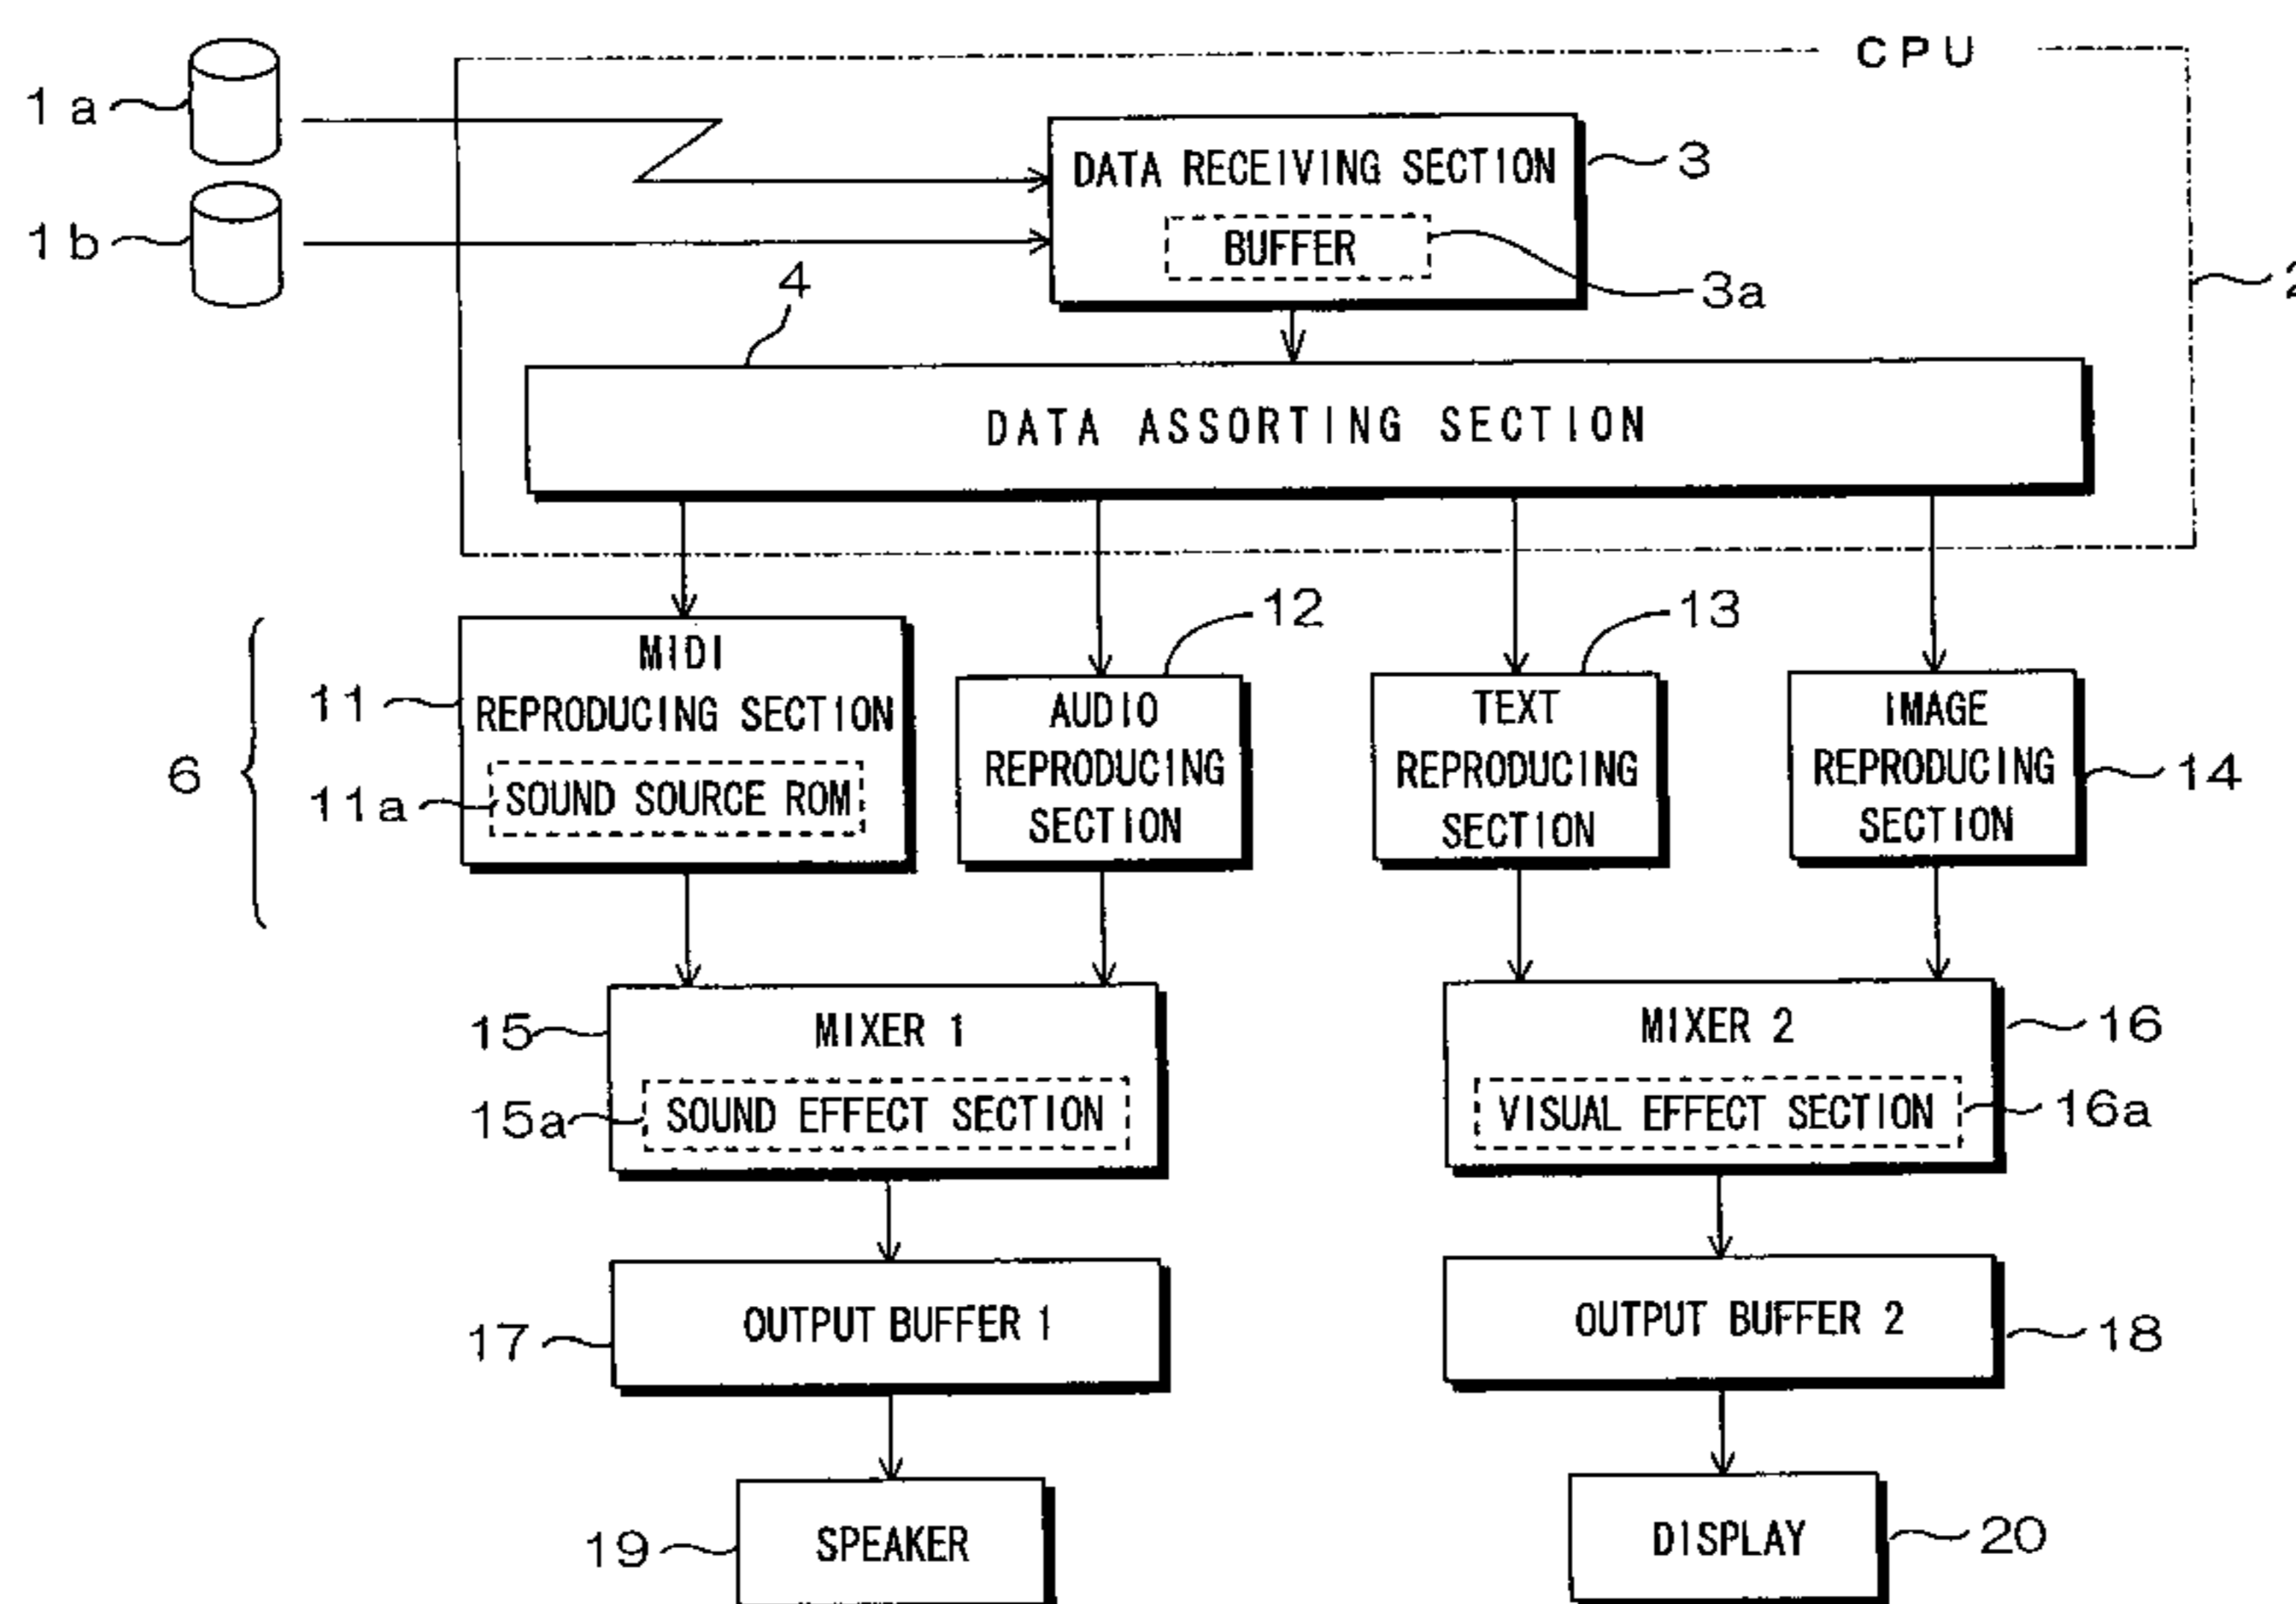 CPU
1a
DATA RECEIVING SECTION
3
1b
BUFFER
3a
2
4
DATA ASSORTING SECTION
12
13
MIDI
REPRODUCING SECTION
11
SOUND SOURCE ROM
11a
6
AUDIO
REPRODUCING
SECTION
TEXT
REPRODUCING
SECTION
IMAGE
REPRODUCING
SECTION
14
15
MIXER 1
15a
SOUND EFFECT SECTION
MIXER 2
16
VISUAL EFFECT SECTION
16a
17
OUTPUT BUFFER 1
OUTPUT BUFFER 2
18
19
SPEAKER
DISPLAY
20